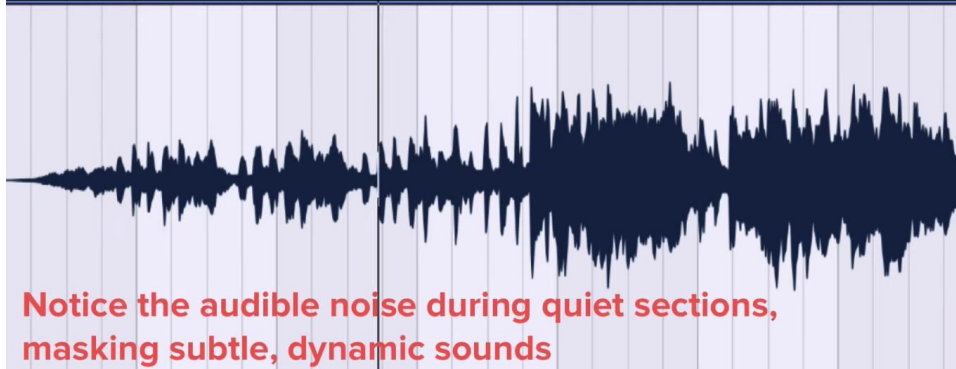 Notice the audible noise during quiet sections,
masking subtle, dynamic sounds